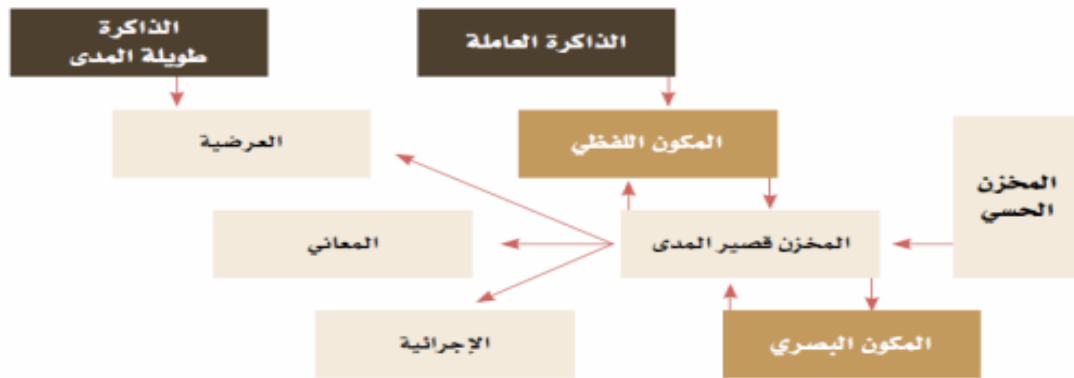 الذاكرة العاملة
الذاكرة
طويلة المدى
المكون اللفظي
العرضية
المخزن
الحسي
المخزن قصير المدى
المعاني
المكون البصري
الإجرائية